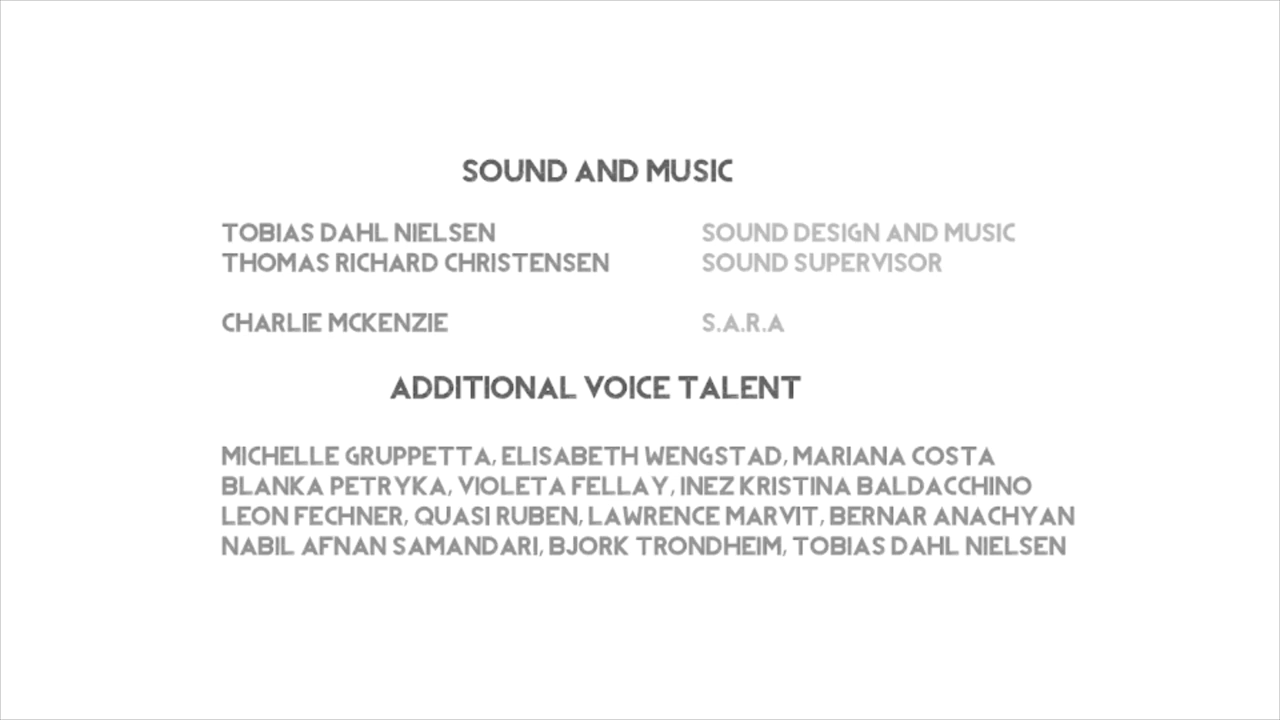 SOUND AND MUSIC
TOBIAS DAHL NIELSEN SOUND DESIGN AND MUSIC
THOMAS RICHARD CHRISTENSEN SOUND SUPERVISOR
CHARLIE MCKENZIE S.A.R.A
ADDITIONAL VOICE TALENT
MICHELLE GRUPPETTA, ELISABETH WENGSTAD, MARIANA COSTA
BLANKA PETRYKA, VIOLETA FELLAY, INEZ KRISTINA BALDACCHINO
LEON FECHNER, QUASI RUBEN, LAWRENCE MARVIT, BERNAR ANACHYAN
NABIL AFNAN SAMANDARI, BJORK TRONDHEIM, TOBIAS DAHL NIELSEN